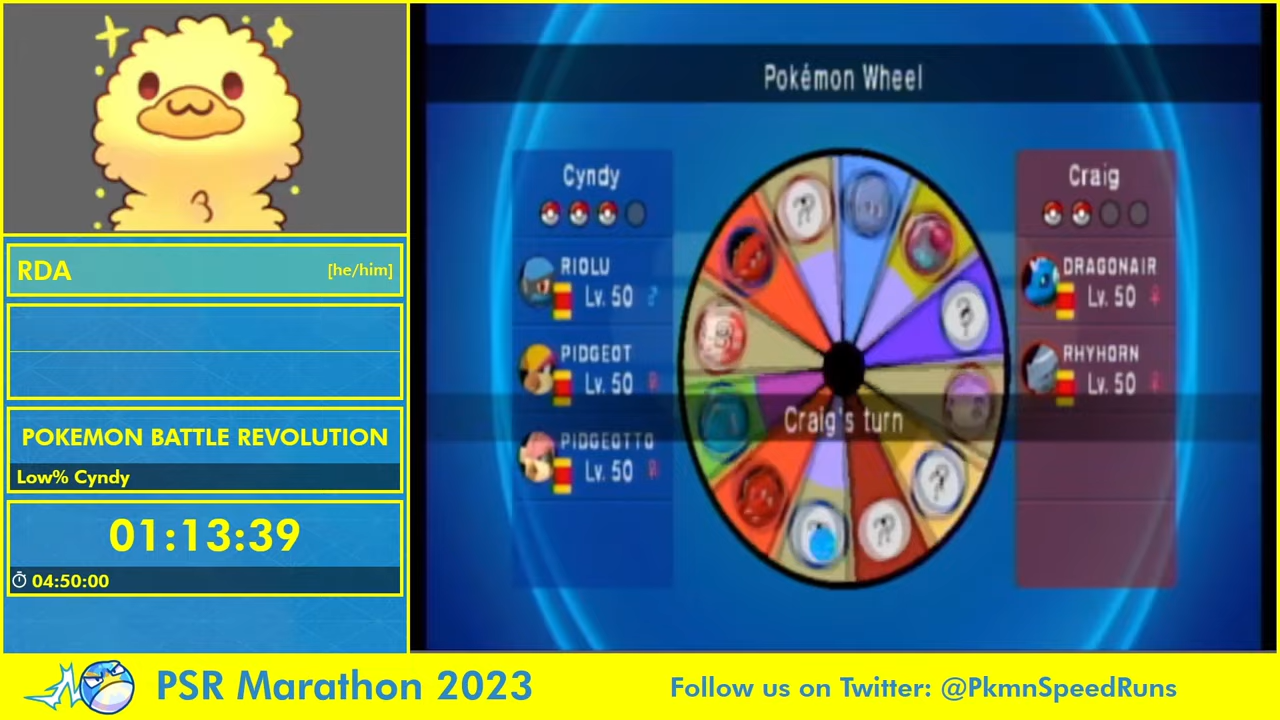 Pokémon Wheel
Cyndy
RIOLU
Lv. 50 ♂
PIDGEOT
Lv. 50 ♀
PIDGEOTTO
Lv. 50 ♀
Craig's turn
Craig
DRAGONAIR
Lv. 50 ♀
RHYHORN
Lv. 50 ♀
RDA
[he/him]
POKEMON BATTLE REVOLUTION
Low% Cyndy
01:13:39
04:50:00
PSR Marathon 2023
Follow us on Twitter: @PkmnSpeedRuns